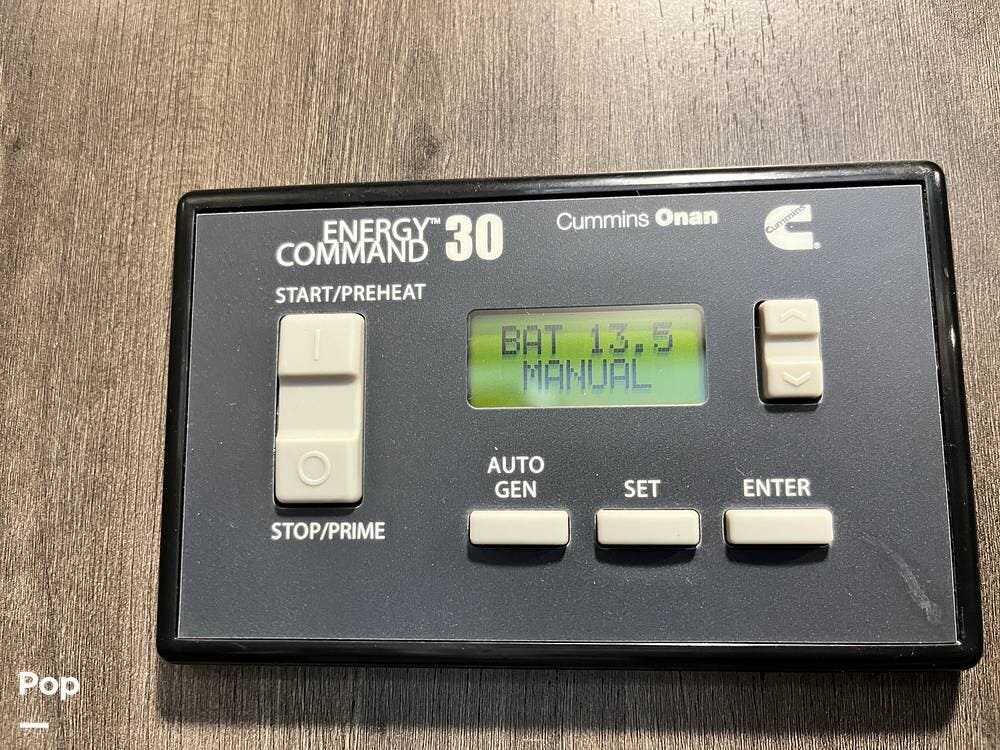 ENERGY™
COMMAND 30
Cummins Onan
Cummins®
START/PREHEAT
BAT 13.5
MANUAL
STOP/PRIME
AUTO
GEN
SET
ENTER
Pop